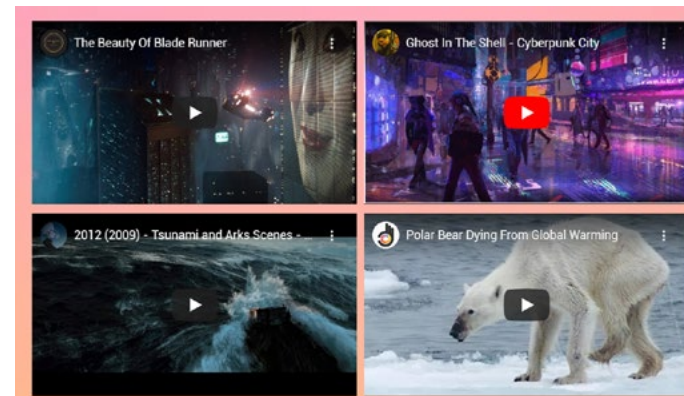 The Beauty Of Blade Runner
Ghost In The Shell - Cyberpunk City
2012 (2009) - Tsunami and Arks Scenes - ...
Polar Bear Dying From Global Warming